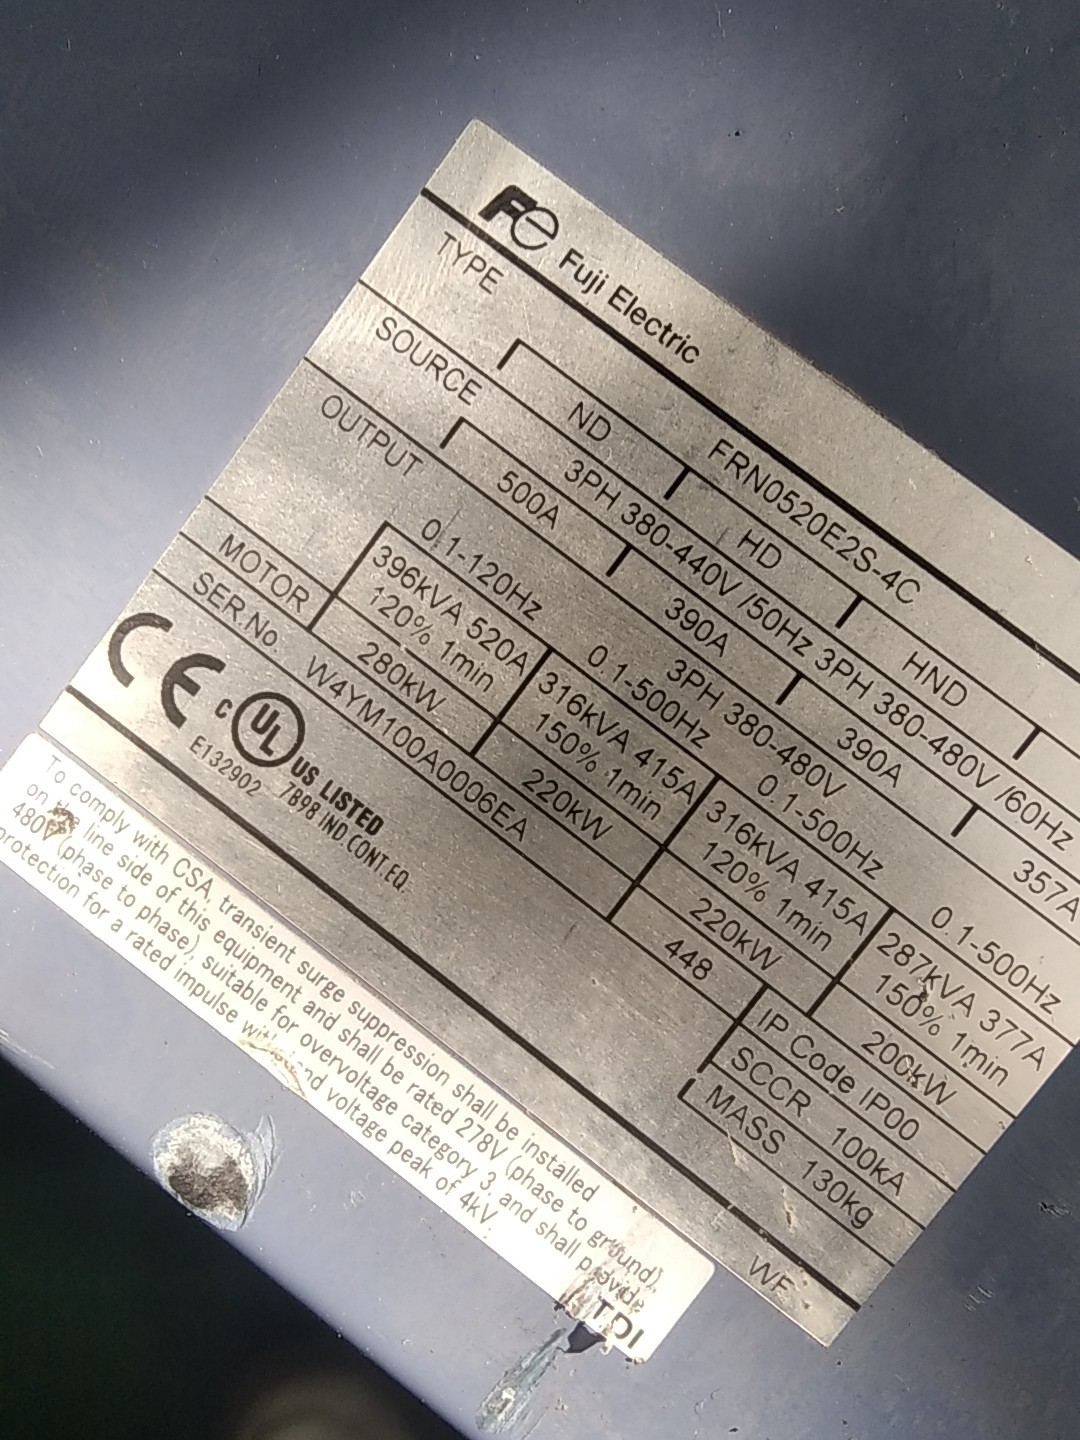 Fe Fuji Electric
TYPE FRN0520E2S-4C
ND HD HND
SOURCE 3PH 380-440V /50Hz 3PH 380-480V /60Hz
500A 390A 390A 357A
OUTPUT 3PH 380-480V
0.1-120Hz 0.1-500Hz 0.1-500Hz 0.1-500Hz
396kVA 520A 316kVA 415A 316kVA 415A 287kVA 377A
120% 1min 150% 1min 120% 1min 150% 1min
MOTOR 280kW 220kW 220kW 200kW
SER.No. W4YM100A0006EA 448 IP Code IP00
SCCR 100kA
MASS 130kg
CE c UL US LISTED
E132902 7B98 IND.CONT.EQ.
WF
To comply with CSA, transient surge suppression shall be installed
on the line side of this equipment and shall be rated 278V (phase to ground),
480V (phase to phase), suitable for overvoltage category 3, and shall provide
protection for a rated impulse withstand voltage peak of 4kV.